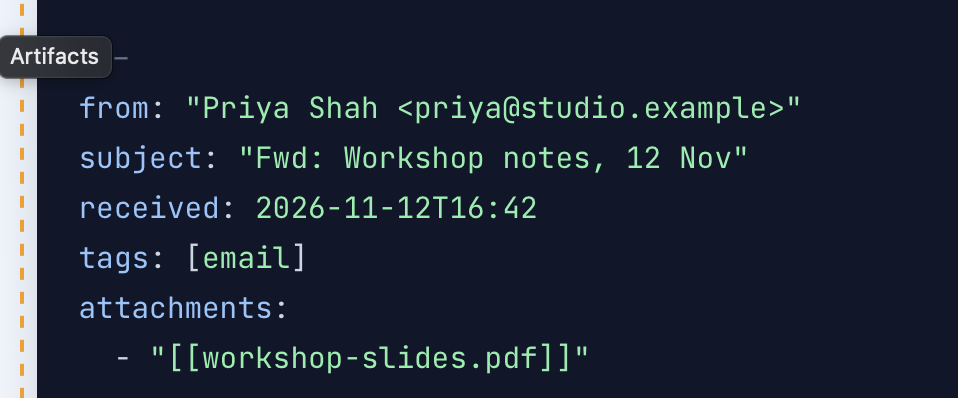 Artifacts
from: "Priya Shah <priya@studio.example>"
subject: "Fwd: Workshop notes, 12 Nov"
received: 2026-11-12T16:42
tags: [email]
attachments:
  - "[[workshop-slides.pdf]]"